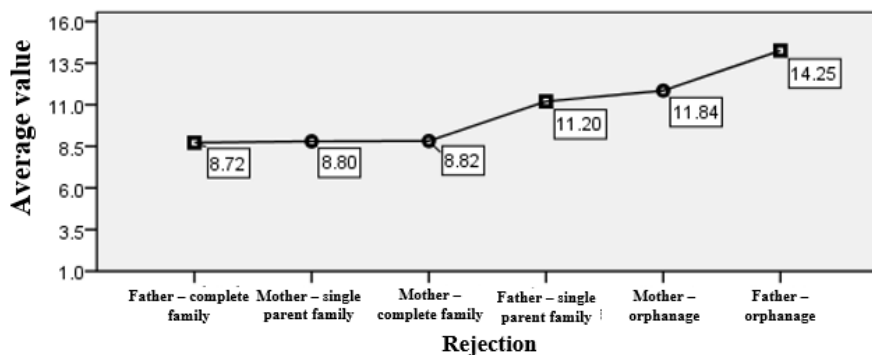 16.0
13.5
11.0
8.5
6.0
3.5
1.0
Average value
8.72
8.80
8.82
11.20
11.84
14.25
Father – complete
family
Mother – single
parent family
Mother –
complete family
Father – single
parent family
Mother –
orphanage
Father –
orphanage
Rejection